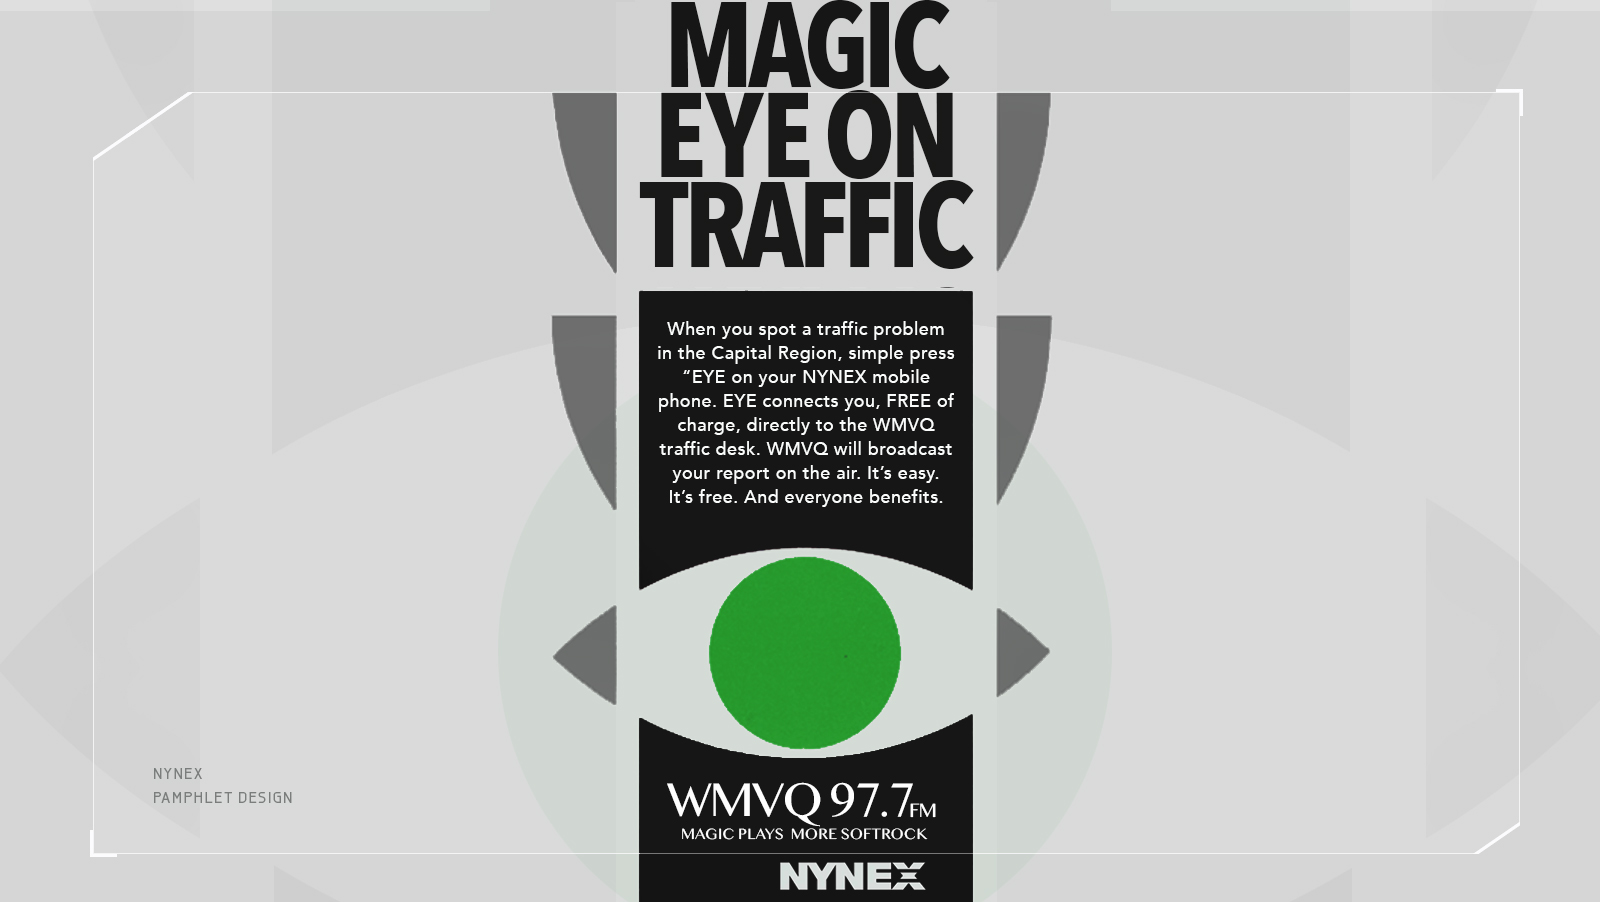 MAGIC
EYE ON
TRAFFIC
When you spot a traffic problem
in the Capital Region, simple press
“EYE on your NYNEX mobile
phone. EYE connects you, FREE of
charge, directly to the WMVQ
traffic desk. WMVQ will broadcast
your report on the air. It’s easy.
It’s free. And everyone benefits.
WMVQ 97.7FM
MAGIC PLAYS MORE SOFTROCK
NYNEX
NYNEX
PAMPHLET DESIGN